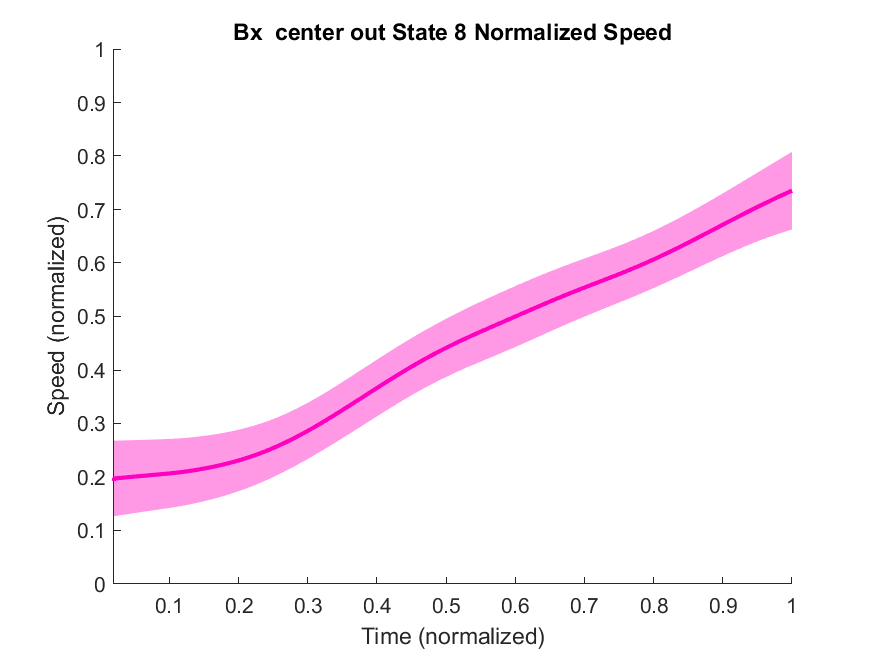 Bx  center out State 8 Normalized Speed
1
0.9
0.8
0.7
0.6
0.5
0.4
0.3
0.2
0.1
0
Speed (normalized)
0.1 0.2 0.3 0.4 0.5 0.6 0.7 0.8 0.9 1
Time (normalized)